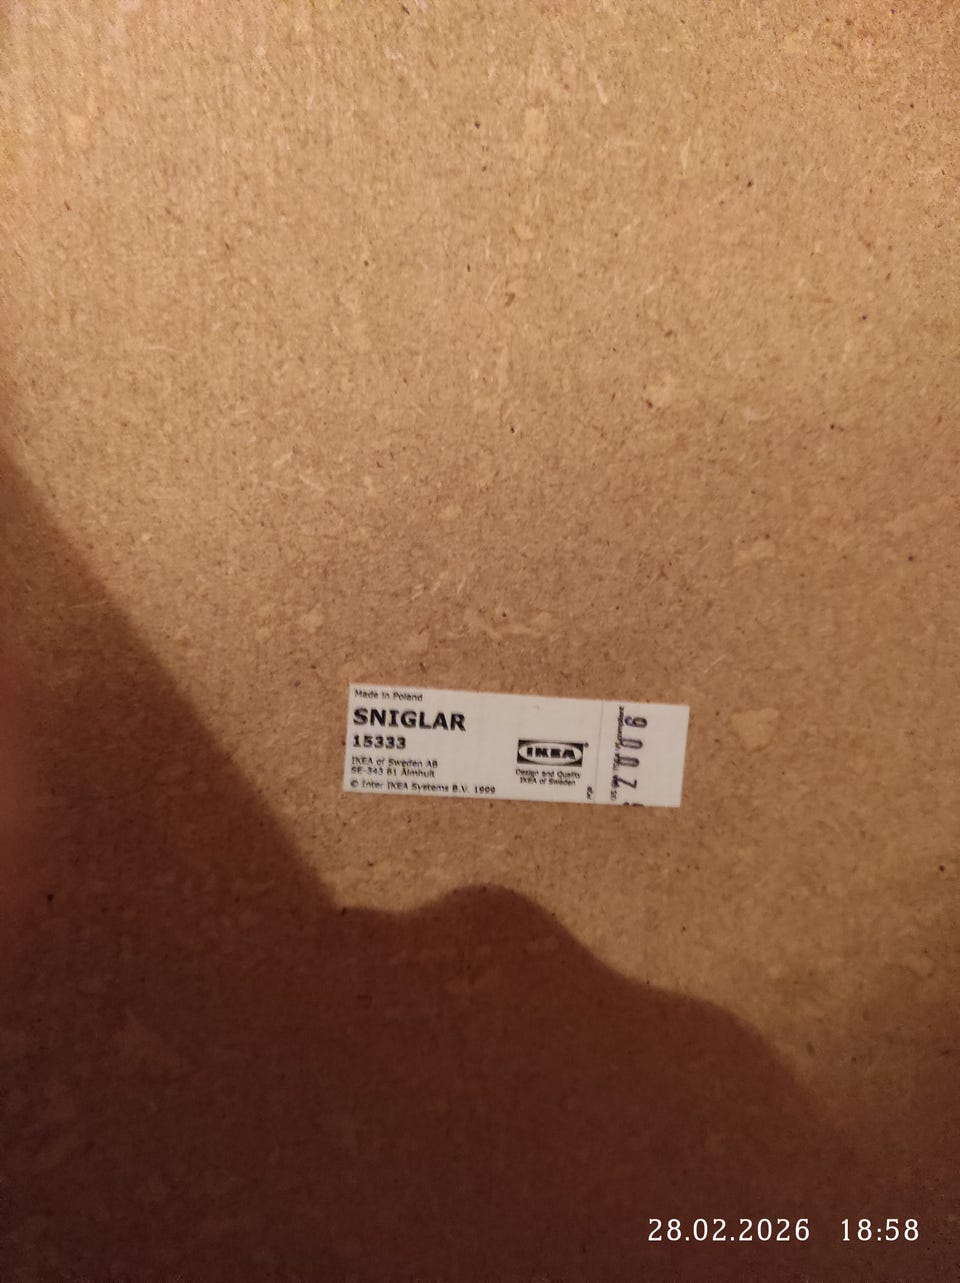 Made in Poland
SNIGLAR
15333
IKEA of Sweden AB
SE-343 81 Älmhult
© Inter IKEA Systems B.V. 1999
IKEA®
Design and Quality
IKEA of Sweden
28.02.2026 18:58